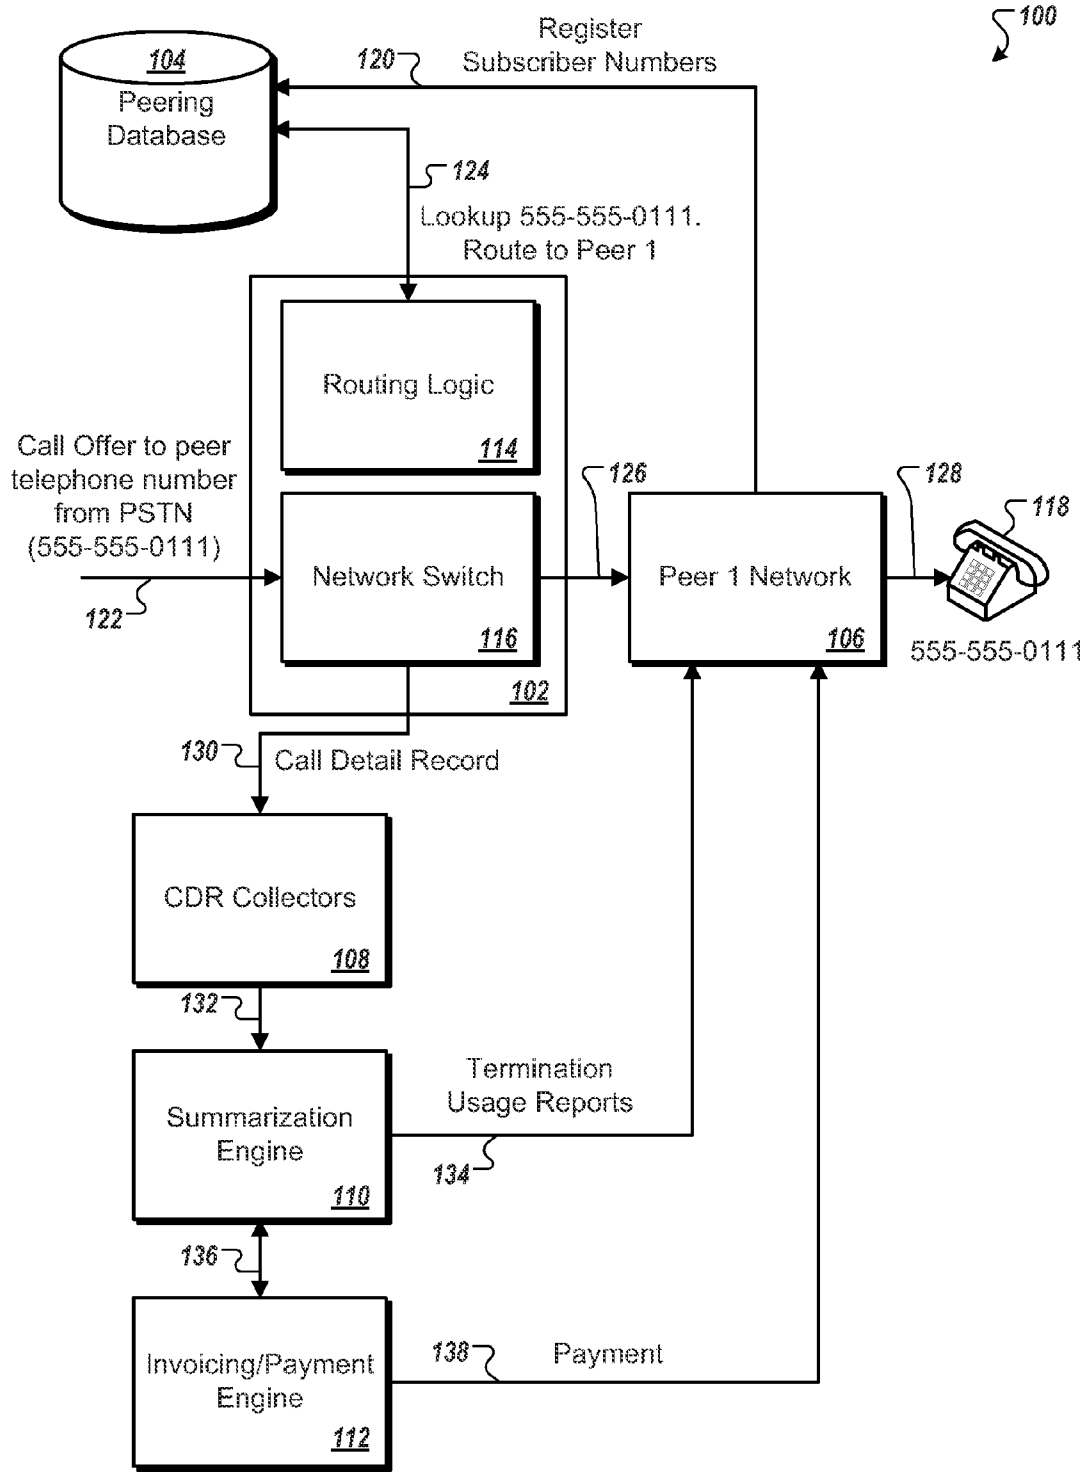 100
Register
Subscriber Numbers
120
104
Peering
Database
124
Lookup 555-555-0111.
Route to Peer 1
Routing Logic
114
Call Offer to peer
telephone number
from PSTN
(555-555-0111)
122
Network Switch
116
102
126
Peer 1 Network
106
128
118
555-555-0111
130
Call Detail Record
CDR Collectors
108
132
Summarization
Engine
110
Termination
Usage Reports
134
136
Invoicing/Payment
Engine
112
138
Payment